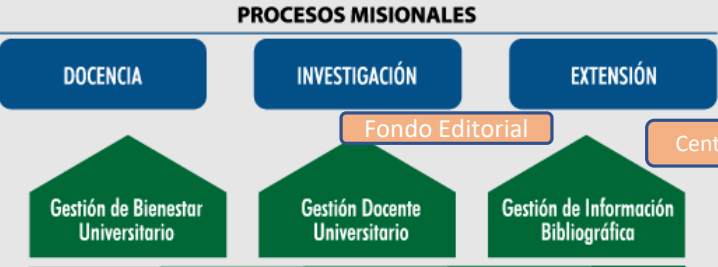 PROCESOS MISIONALES
DOCENCIA
INVESTIGACIÓN
EXTENSIÓN
Fondo Editorial
Gestión de Bienestar
Universitario
Gestión Docente
Universitario
Gestión de Información
Bibliográfica